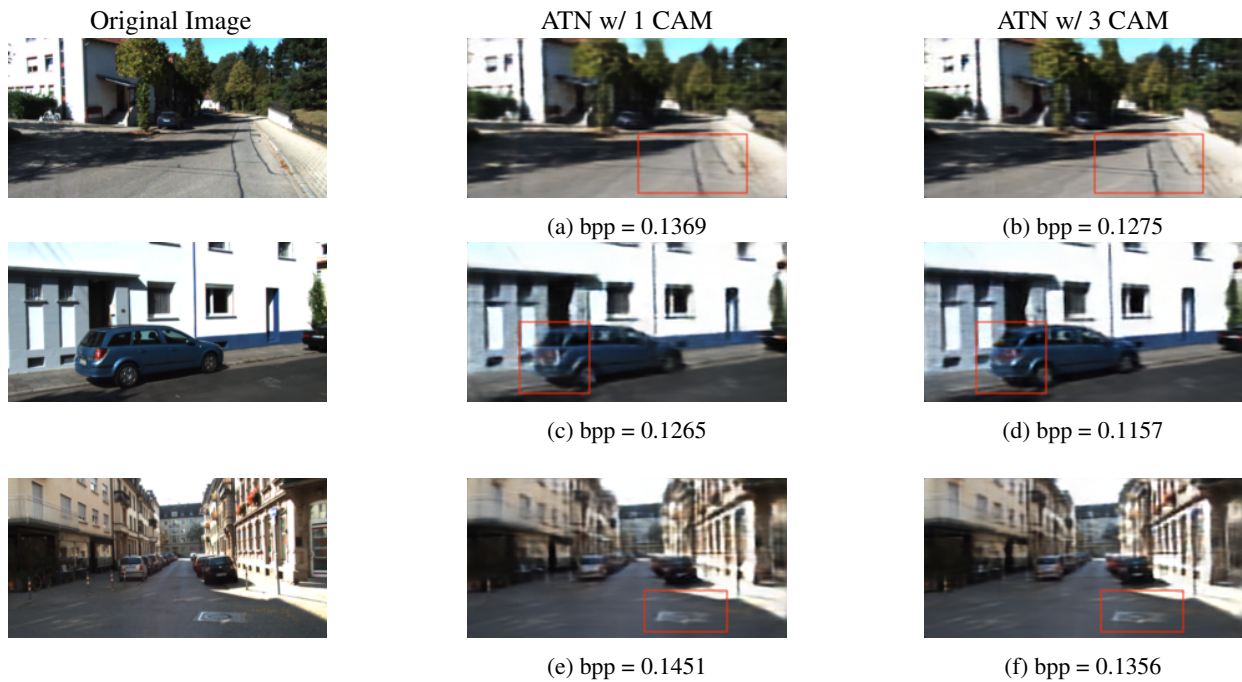 Original Image ATN w/ 1 CAM ATN w/ 3 CAM
(a) bpp = 0.1369 (b) bpp = 0.1275
(c) bpp = 0.1265 (d) bpp = 0.1157
(e) bpp = 0.1451 (f) bpp = 0.1356